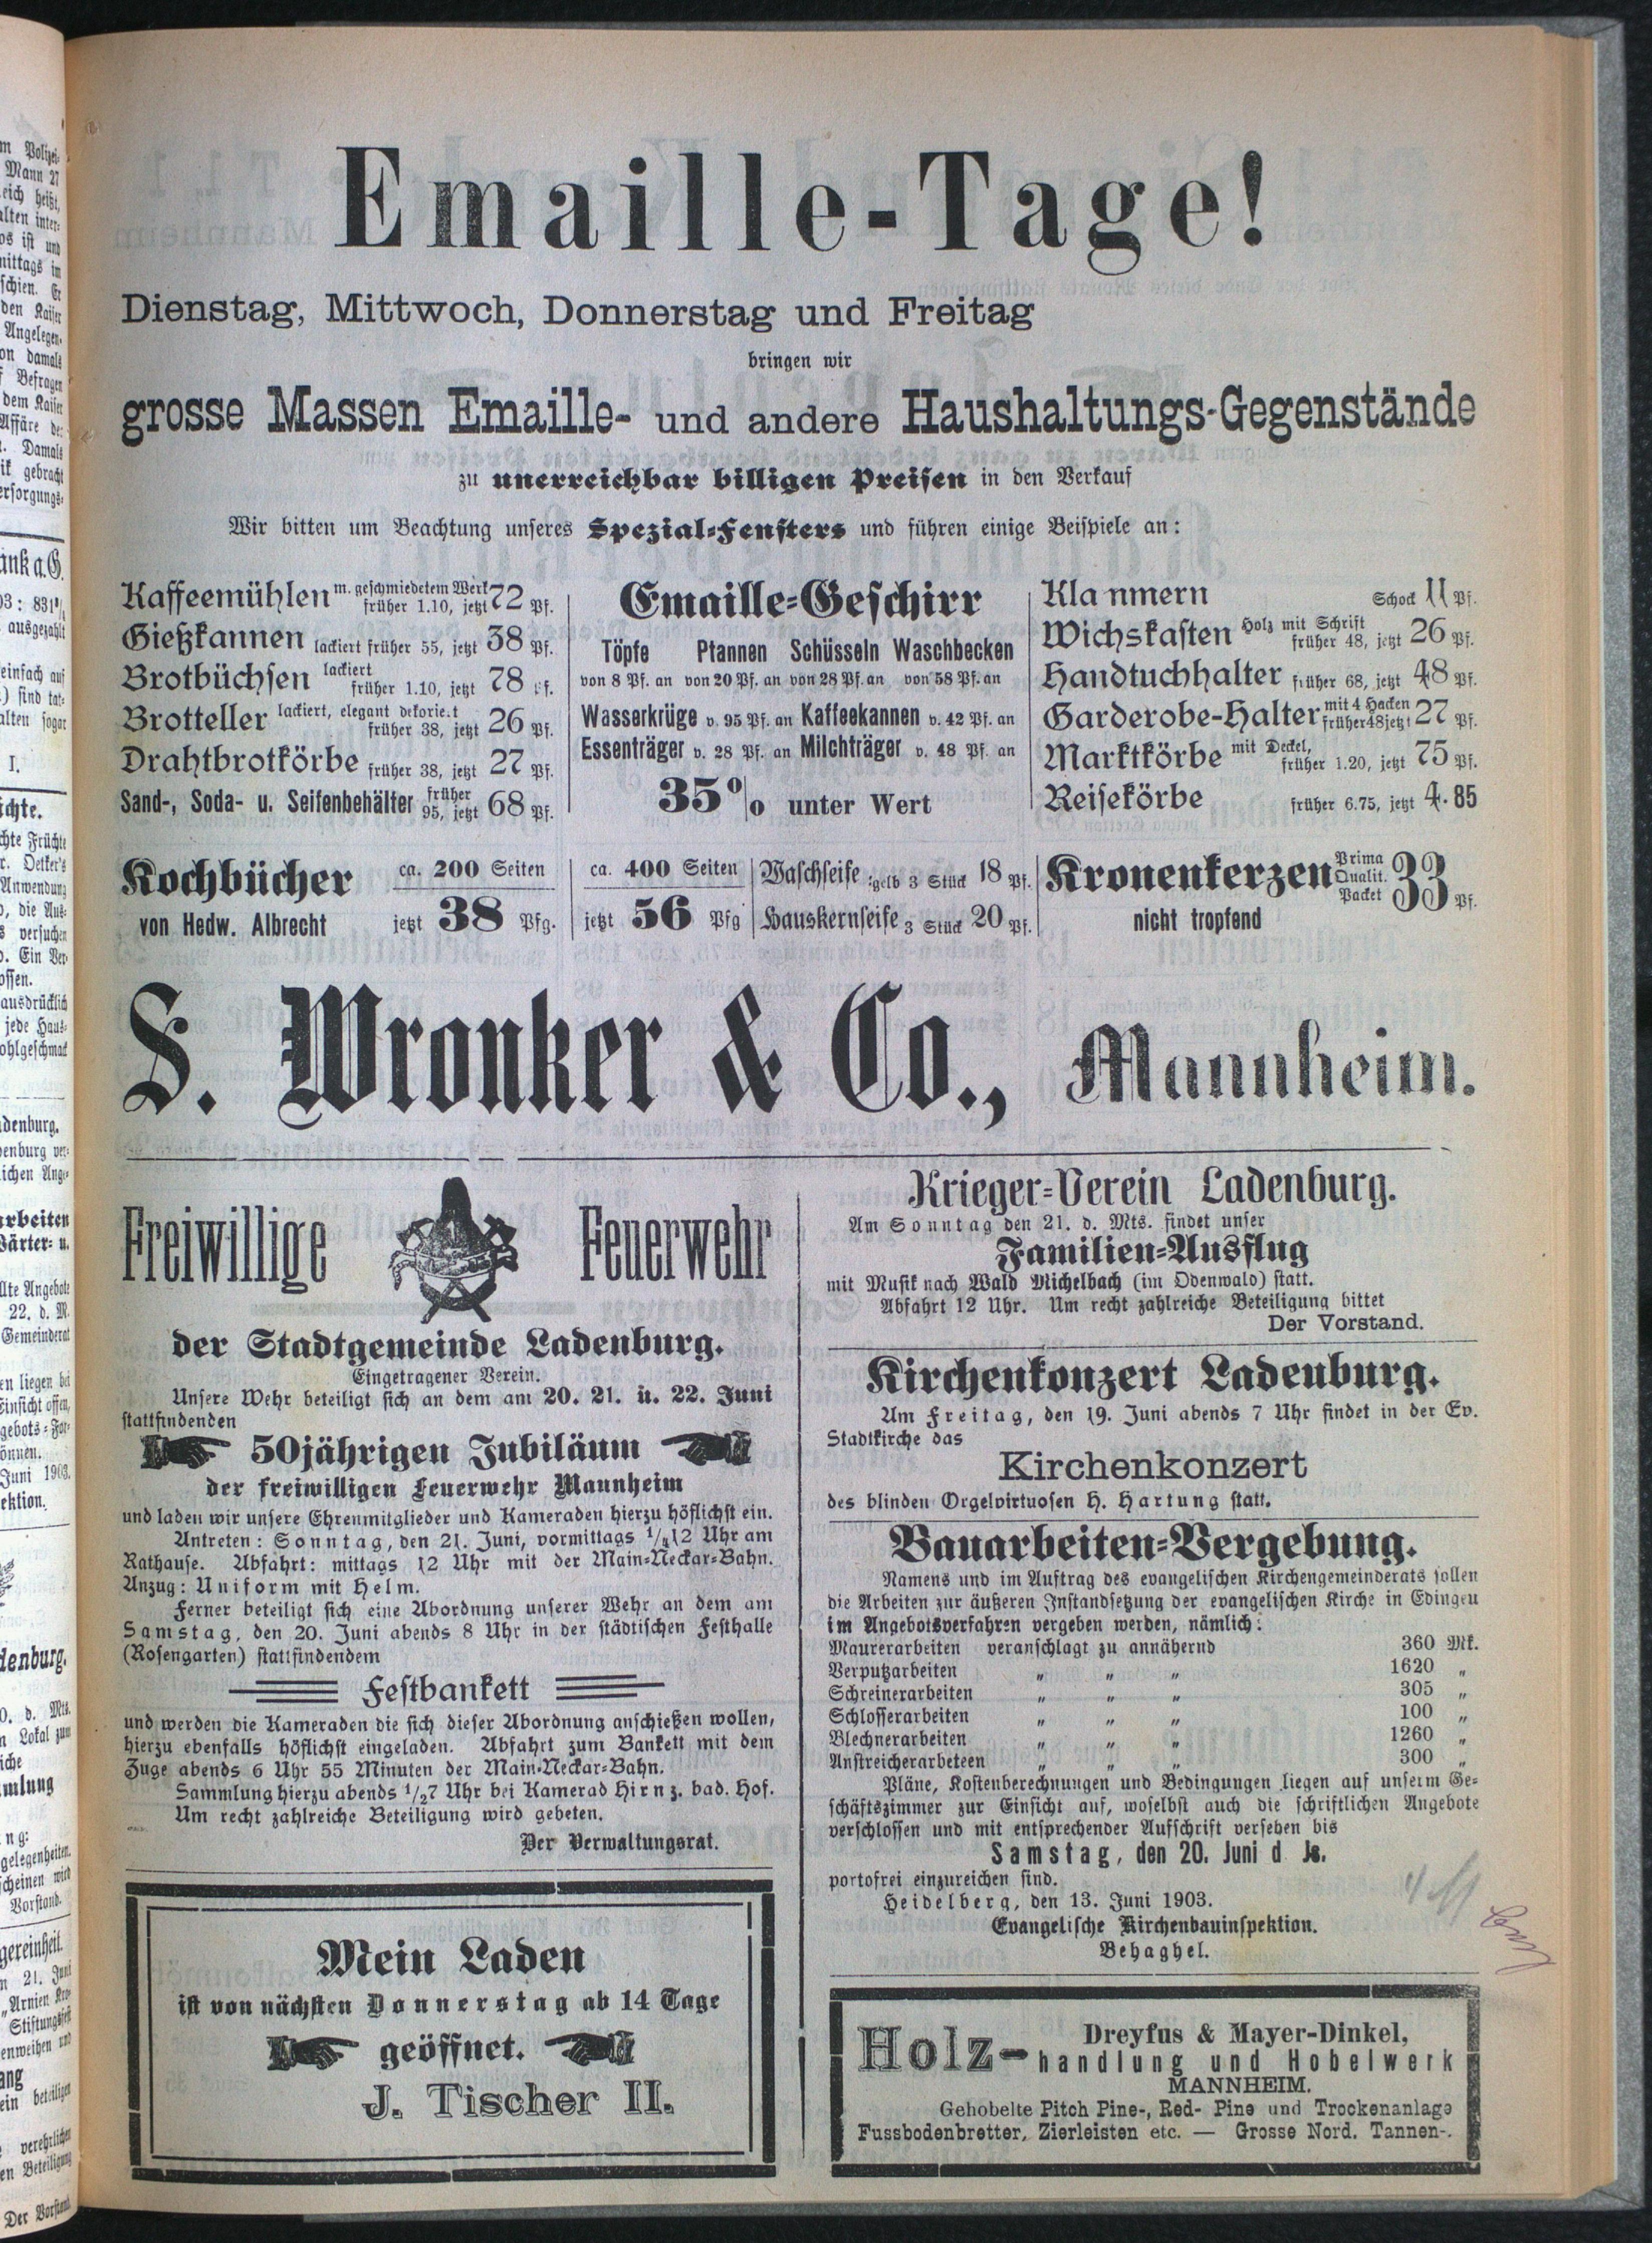 Emaille-Tage!
Dienstag, Mittwoch, Donnerstag und Freitag
bringen wir
grosse Massen Emaille- und andere Haushaltungs-Gegenstände
zu unerreichbar billigen Preisen in den Verkauf
Wir bitten um Beachtung unseres Spezial-Fensters und führen einige Beispiele an:
Kaffeemühlen m. geschmiedetem Werk früher 1.10, jetzt 72 Pf.
Gießkannen lackiert früher 55, jetzt 38 Pf.
Brotbüchsen lackiert früher 1.10, jetzt 78 Pf.
Brotteller lackiert, elegant dekoriert früher 38, jetzt 26 Pf.
Drahtbrotkörbe früher 38, jetzt 27 Pf.
Sand-, Soda- u. Seifenbehälter früher 95, jetzt 68 Pf.
Emaille-Geschirr
Töpfe Pfannen Schüsseln Waschbecken
von 8 Pf. an von 20 Pf. an von 28 Pf. an von 58 Pf. an
Wasserkrüge v. 95 Pf. an Kaffeekannen v. 42 Pf. an
Essenträger v. 28 Pf. an Milchträger v. 48 Pf. an
35% unter Wert
Kla nmern Schock 11 Pf.
Wichskasten Holz mit Schrift früher 48, jetzt 26 Pf.
Handtuchhalter früher 68, jetzt 48 Pf.
Garderobe-Halter mit 4 Hacken früher 48 jetzt 27 Pf.
Marktkörbe mit Deckel, früher 1.20, jetzt 75 Pf.
Reisekörbe früher 6.75, jetzt 4.85
Kochbücher
von Hedw. Albrecht
ca. 200 Seiten
jetzt 38 Pfg.
ca. 400 Seiten
jetzt 56 Pfg
Waschseife, gelb 3 Stück 18 Pf.
Hauskernseife 3 Stück 20 Pf.
Kronenkerzen Prima Qualit. Packet 33 Pf.
nicht tropfend
S. Wronker & Co., Mannheim.
Freiwillige Feuerwehr
der Stadtgemeinde Ladenburg.
Eingetragener Verein.
Unsere Wehr beteiligt sich an dem am 20. 21. ü. 22. Juni
stattfindenden
50jährigen Jubiläum
der freiwilligen Feuerwehr Mannheim
und laden wir unsere Ehrenmitglieder und Kameraden hierzu höflichst ein.
Antreten: Sonntag, den 21. Juni, vormittags 1/4 12 Uhr am
Rathause. Abfahrt: mittags 12 Uhr mit der Main-Neckar-Bahn.
Anzug: Uniform mit Helm.
Ferner beteiligt sich eine Abordnung unserer Wehr an dem am
Samstag, den 20. Juni abends 8 Uhr in der städtischen Festhalle
(Rosengarten) stattfindendem
Festbankett
und werden die Kameraden die sich dieser Abordnung anschießen wollen,
hierzu ebenfalls höflichst eingeladen. Abfahrt zum Bankett mit dem
Zuge abends 6 Uhr 55 Minuten der Main-Neckar-Bahn.
Sammlung hierzu abends 1/2 7 Uhr bei Kamerad Hirn z. bad. Hof.
Um recht zahlreiche Beteiligung wird gebeten.
Der Verwaltungsrat.
Mein Laden
ist von nächsten Donnerstag ab 14 Tage
geöffnet.
J. Tischer II.
Krieger-Verein Ladenburg.
Am Sonntag den 21. d. Mts. findet unser
Familien-Ausflug
mit Musik nach Wald Michelbach (im Odenwald) statt.
Abfahrt 12 Uhr. Um recht zahlreiche Beteiligung bittet
Der Vorstand.
Kirchenkonzert Ladenburg.
Am Freitag, den 19. Juni abends 7 Uhr findet in der Ev.
Stadtkirche das
Kirchenkonzert
des blinden Orgelvirtuosen H. Hartung statt.
Bauarbeiten-Vergebung.
Namens und im Auftrag des evangelischen Kirchengemeinderats sollen
die Arbeiten zur äußeren Instandsetzung der evangelischen Kirche in Edingen
im Angebotsverfahren vergeben werden, nämlich:
Maurerarbeiten veranschlagt zu annähernd 360 Mk.
Verputzarbeiten " " " 1620 "
Schreinerarbeiten " " " 305 "
Schlosserarbeiten " " " 100 "
Blechnerarbeiten " " " 1260 "
Anstreicherarbeteen " " " 300 "
Pläne, Kostenberechnungen und Bedingungen liegen auf unserm Ge-
schäftszimmer zur Einsicht auf, woselbst auch die schriftlichen Angebote
verschlossen und mit entsprechender Aufschrift versehen bis
Samstag, den 20. Juni d Js.
portofrei einzureichen sind.
Heidelberg, den 13. Juni 1903.
Evangelische Kirchenbauinspektion.
Behaghel.
Holz-
Dreyfus & Mayer-Dinkel,
handlung und Hobelwerk
MANNHEIM.
Gehobelte Pitch Pine-, Red- Pine und Trockenanlage
Fussbodenbretter, Zierleisten etc. — Grosse Nord. Tannen-.